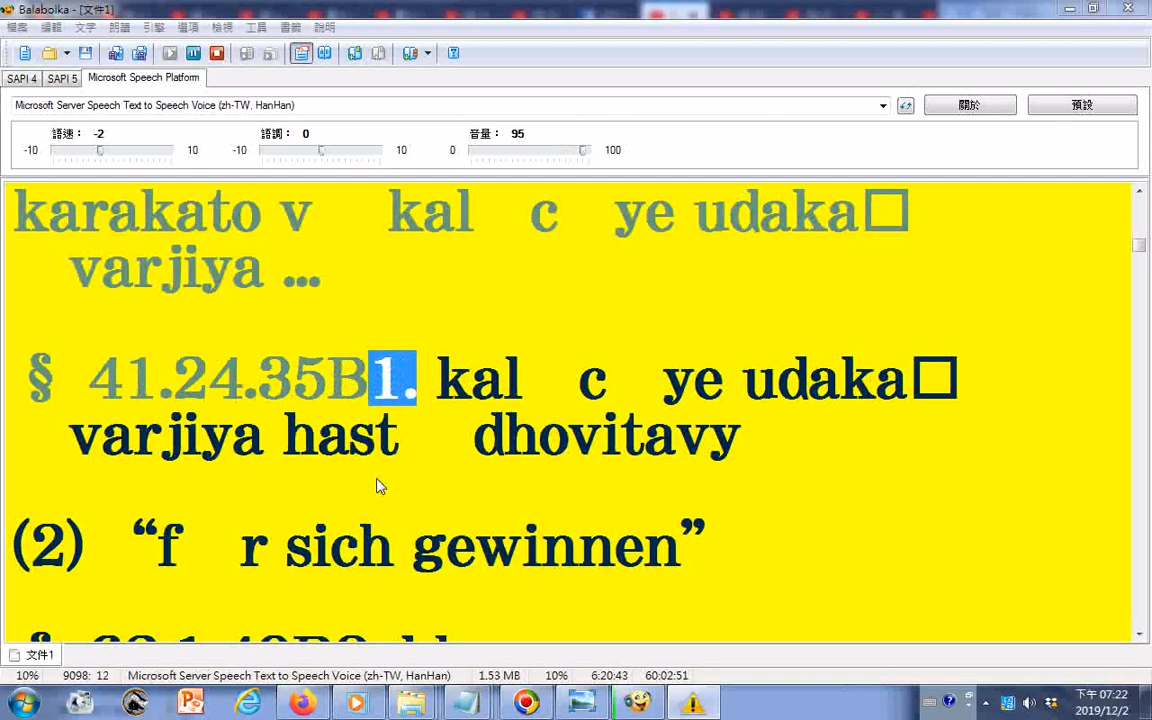 Balabolka - [文件1]
檔案 編輯 文字 朗讀 引擎 選項 檢視 工具 書籤 說明
SAPI 4 SAPI 5 Microsoft Speech Platform
Microsoft Server Speech Text to Speech Voice (zh-TW, HanHan) 關於 預設
語速： -2 語調： 0 音量： 95
-10 10 -10 10 0 100
karakato v kal c ye udaka□
varjiya ...
§ 41.24.35B1. kal c ye udaka□
varjiya hast dhovitavy
(2) “f r sich gewinnen”
文件1
10% 9098: 12 Microsoft Server Speech Text to Speech Voice (zh-TW, HanHan) 1.53 MB 10% 6:20:43 60:02:51
下午 07:22
2019/12/2